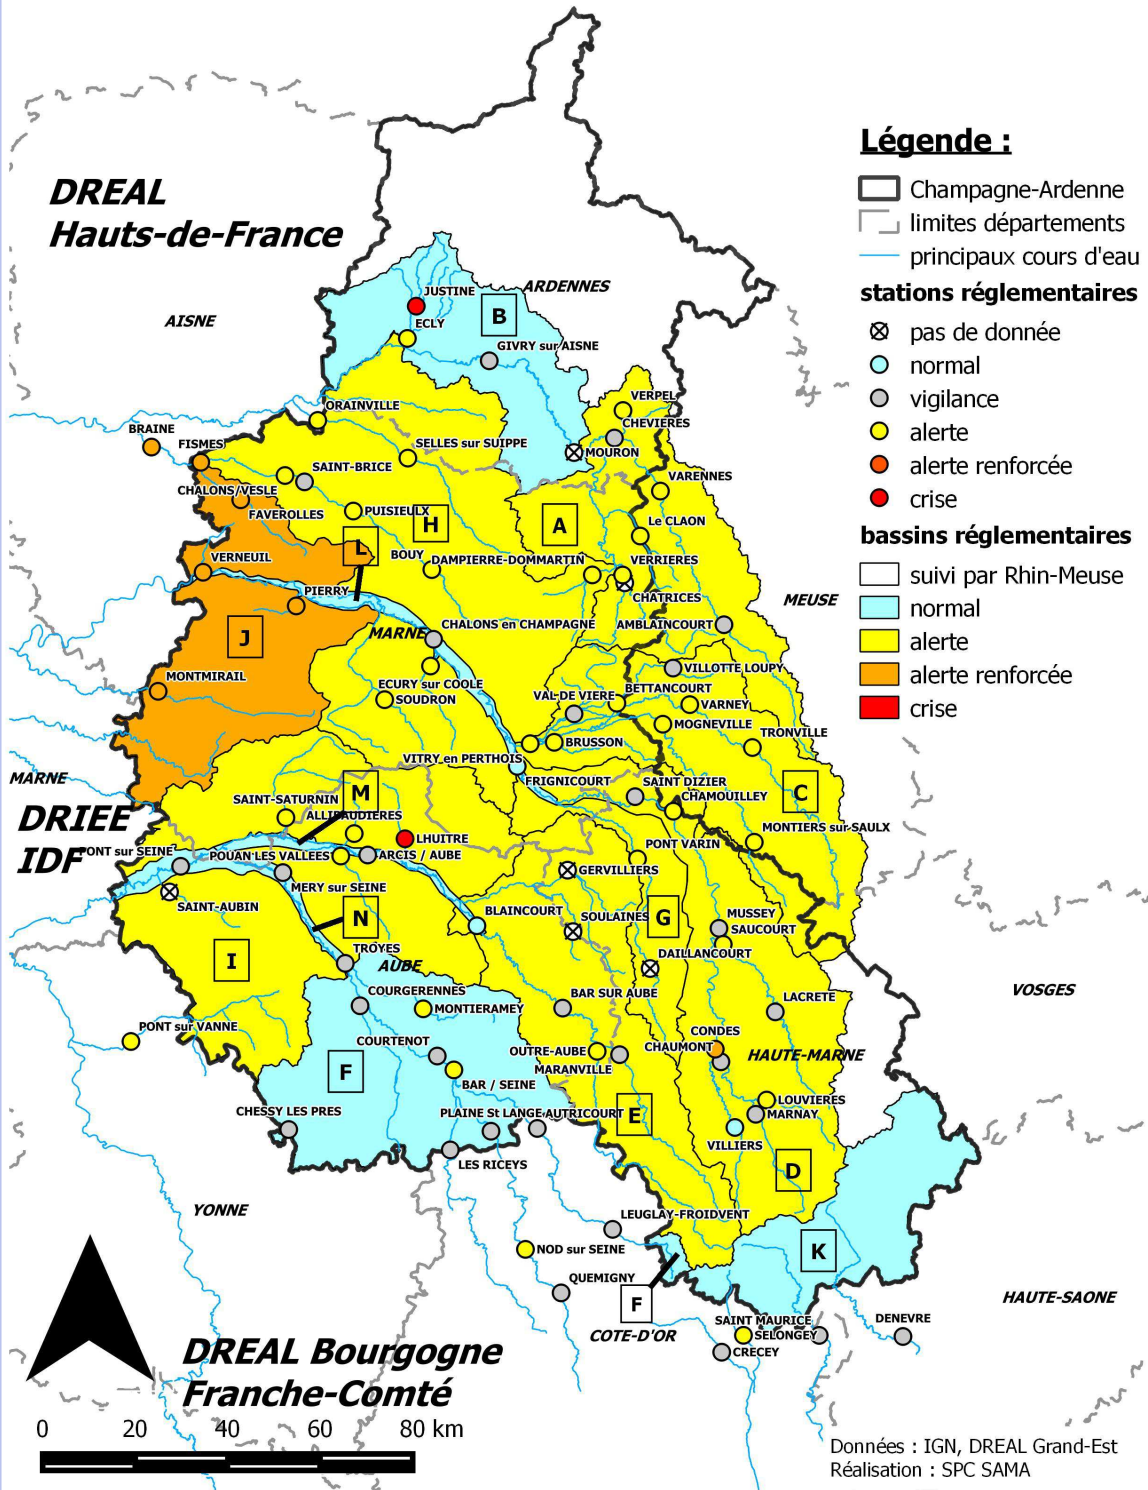 Légende :
Champagne-Ardenne
limites départements
principaux cours d'eau
stations réglementaires
pas de donnée
normal
vigilance
alerte
alerte renforcée
crise
bassins réglementaires
suivi par Rhin-Meuse
normal
alerte
alerte renforcée
crise
DREAL
Hauts-de-France
AISNE
ARDENNES
JUSTINE
B
ECLY
GIVRY sur AISNE
VERPEL
ORAINVILLE
CHEVIERES
BRAINE
FISMES
SELLES sur SUIPPE
MOURON
SAINT-BRICE
VARENNES
CHALONS/VESLE
FAVEROLLES
PUISIEULX
H
A
Le CLAON
L
BOUY
DAMPIERRE-DOMMARTIN
VERRIERES
VERNEUIL
PIERRY
CHATRICES
MEUSE
J
MARNE
CHALONS en CHAMPAGNE
AMBLAINCOURT
MONTMIRAIL
VILLOTTE LOUPY
ECURY sur COOLE
SOUDRON
VAL DE VIERE
BETTANCOURT
VARNEY
MOGNEVILLE
TRONVILLE
BRUSSON
VITRY en PERTHOIS
MARNE
FRIGNICOURT
SAINT DIZIER
CHAMOUILLEY
C
M
SAINT-SATURNIN
ALLIBAUDIERES
DRIEE
IDF
LHUITRE
MONTIERS sur SAULX
PONT sur SEINE
POUAN LES VALLEES
ARCIS / AUBE
PONT VARIN
GERVILLIERS
MERY sur SEINE
SAINT-AUBIN
N
BLAINCOURT
SOULAINES
G
MUSSEY
SAUCOURT
TROYES
I
AUBE
DAILLANCOURT
COURGERENNES
BAR SUR AUBE
LACRETE
VOSGES
MONTIERAMEY
PONT sur VANNE
COURTENOT
OUTRE-AUBE
CONDES
CHAUMONT
HAUTE-MARNE
F
MARANVILLE
BAR / SEINE
LOUVIERES
CHESSY LES PRES
PLAINE St LANGE
AUTRICOURT
E
MARNAY
VILLIERS
LES RICEYS
D
YONNE
LEUGLAY-FROIDVENT
NOD sur SEINE
K
QUEMIGNY
F
HAUTE-SAONE
COTE-D'OR
SAINT MAURICE
SELONGEY
DENEVRE
CRECEY
DREAL Bourgogne
Franche-Comté
0 20 40 60 80 km
Données : IGN, DREAL Grand-Est
Réalisation : SPC SAMA